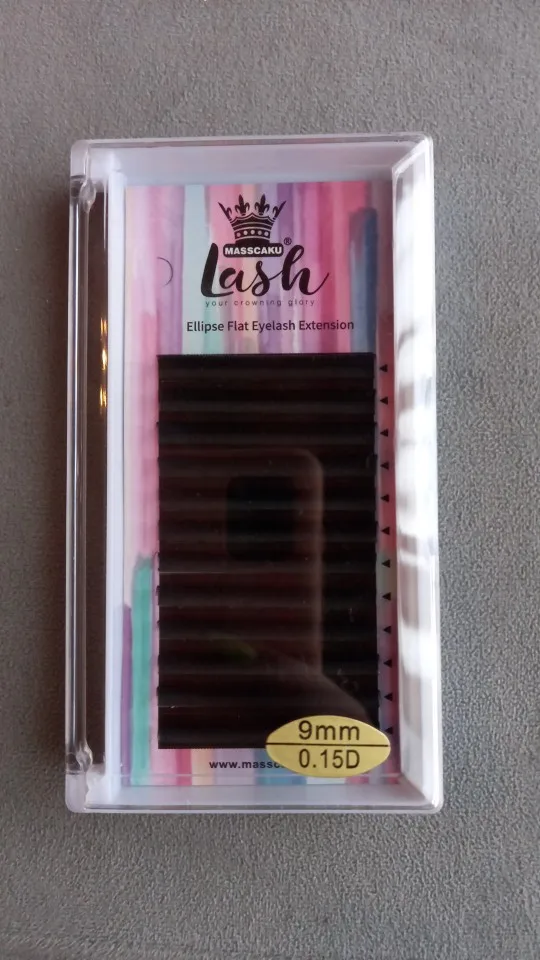 MASSCAKU®
Lash
your crowning glory
Ellipse Flat Eyelash Extension
9mm
0.15D